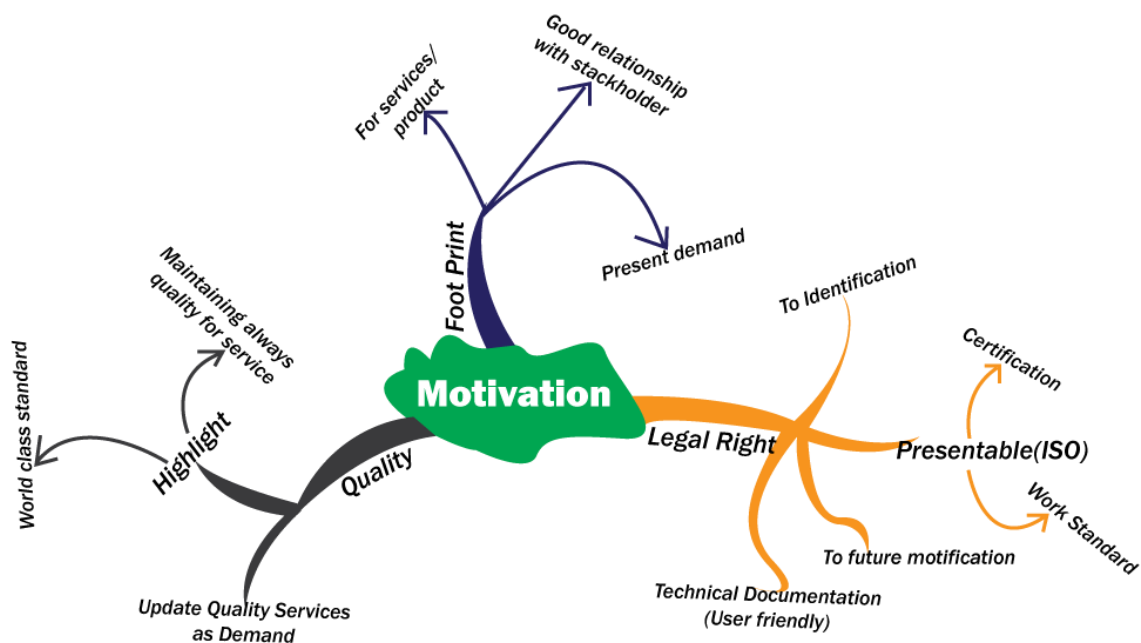 Good relationship
with stackholder
For services/
product
Foot Print
Present demand
To Identification
Maintaining always
quality for service
Certification
World class standard
Motivation
Highlight
Quality
Legal Right
Presentable(ISO)
Work Standard
To future motification
Technical Documentation
(User friendly)
Update Quality Services
as Demand